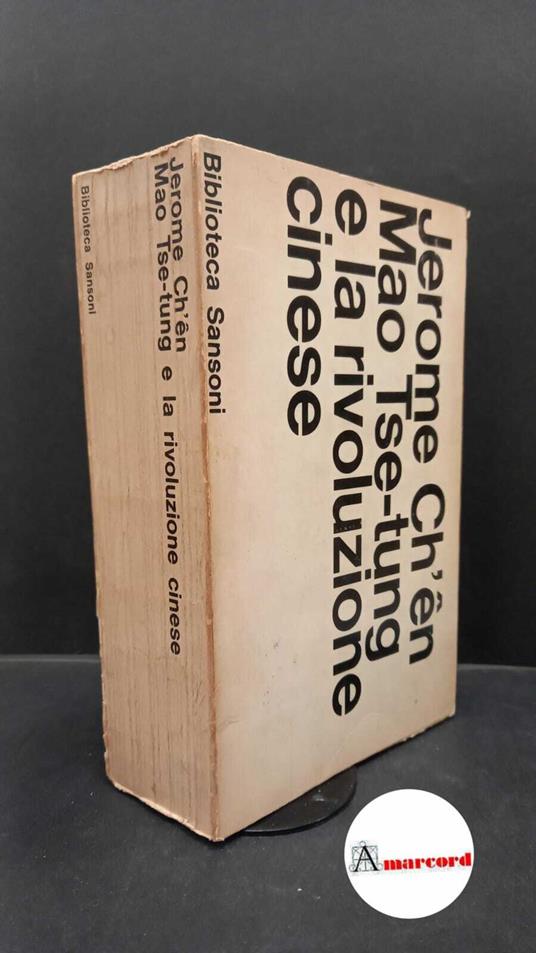 Biblioteca Sansoni
Jerome Ch'ên
Mao Tse-tung e la rivoluzione cinese
Biblioteca Sansoni
Jerome Ch'ên
Mao Tse-tung
e la rivoluzione
cinese
Amarcord